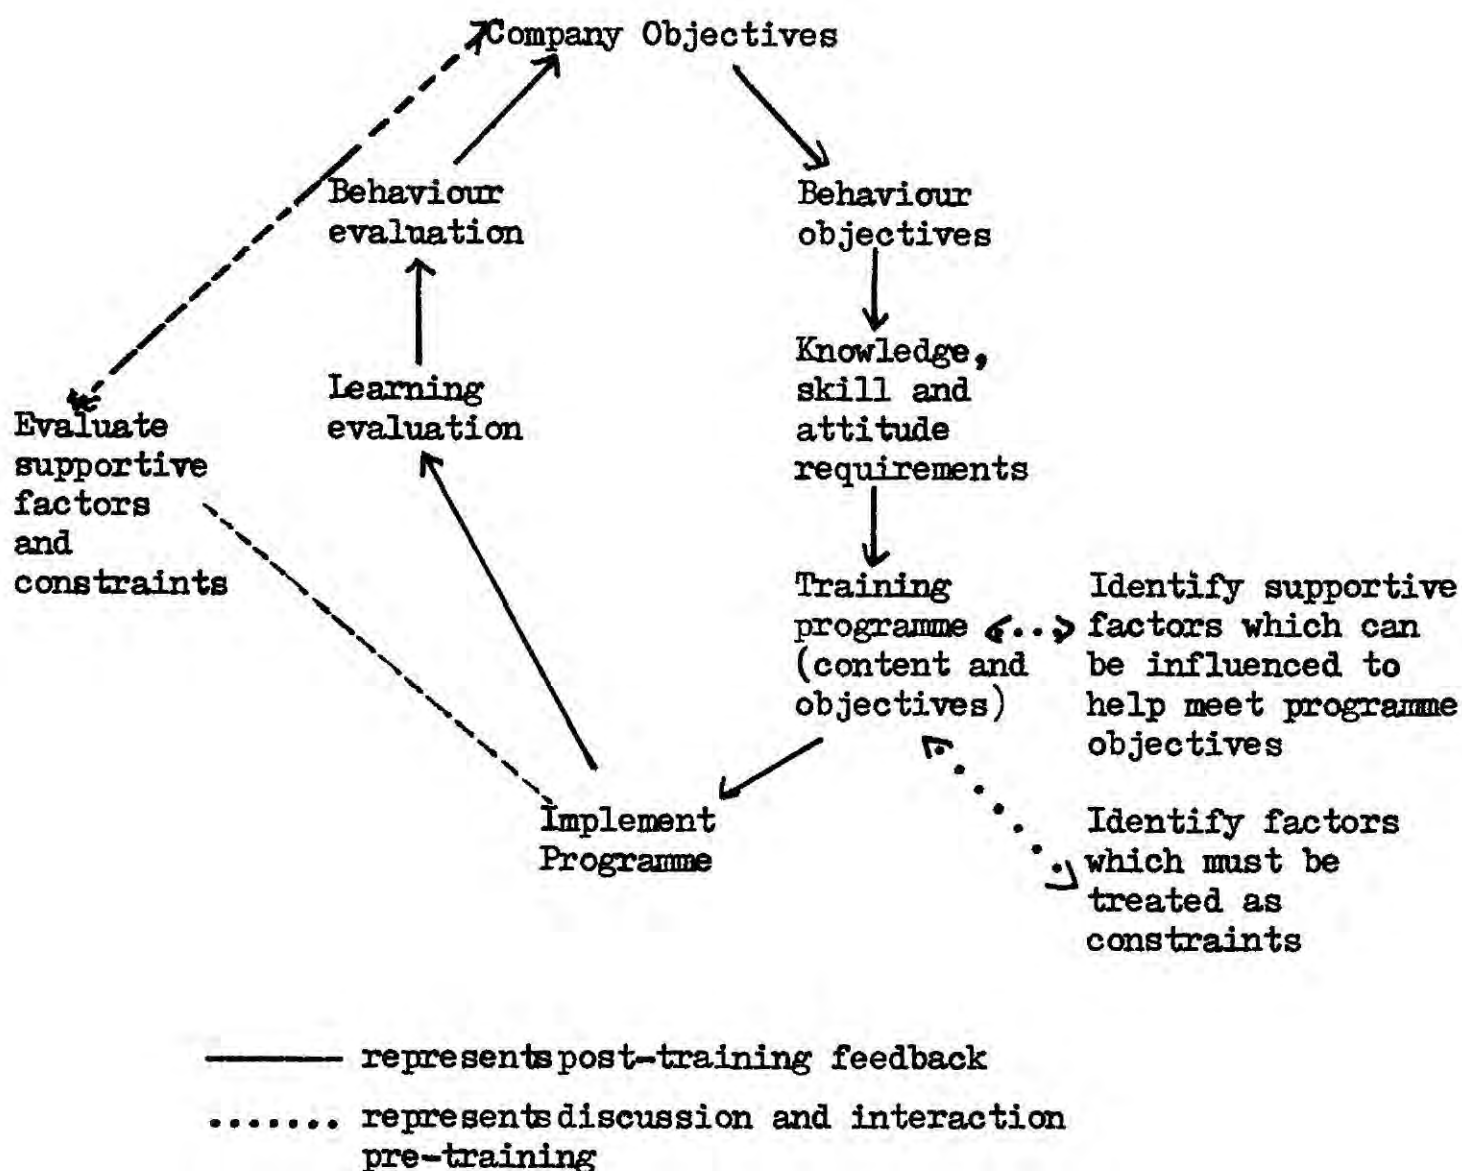 Company Objectives
Behaviour
evaluation
Behaviour
objectives
Learning
evaluation
Knowledge,
skill and
attitude
requirements
Evaluate
supportive
factors
and
constraints
Training
programme
(content and
objectives)
Identify supportive
factors which can
be influenced to
help meet programme
objectives
Implement
Programme
Identify factors
which must be
treated as
constraints
represents post-training feedback
represents discussion and interaction
pre-training